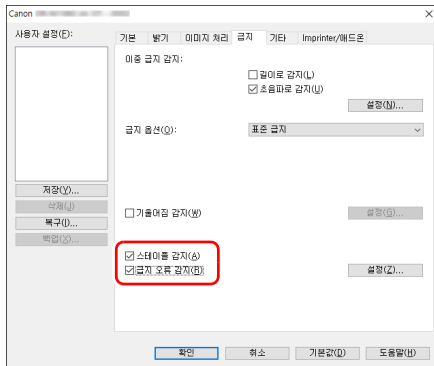 Canon
사용자 설정(E):
기본 밝기 이미지 처리 급지 기타 Imprinter/애드온
이중 급지 감지:
길이로 감지(L)
초음파로 감지(U)
설정(N)...
급지 옵션(O):
표준 급지
저장(Y)...
삭제(J)
복구(I)...
백업(X)...
기울어짐 감지(W)
설정(G)...
스테이플 감지(A)
급지 오류 감지(R)
설정(Z)...
확인 취소 기본값(D) 도움말(H)